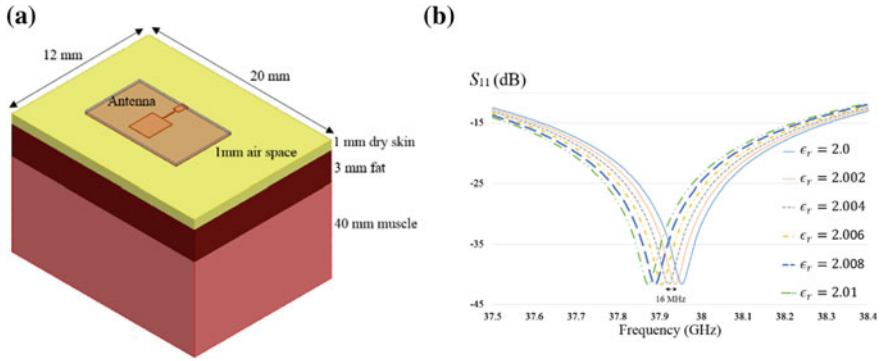 (a)
12 mm
20 mm
Antenna
1mm air space
1 mm dry skin
3 mm fat
40 mm muscle
(b)
S₁₁ (dB)
-15
-25
-35
-45
ϵᵣ = 2.0
ϵᵣ = 2.002
ϵᵣ = 2.004
ϵᵣ = 2.006
ϵᵣ = 2.008
ϵᵣ = 2.01
16 MHz
37.5 37.6 37.7 37.8 37.9 38 38.1 38.2 38.3 38.4
Frequency (GHz)